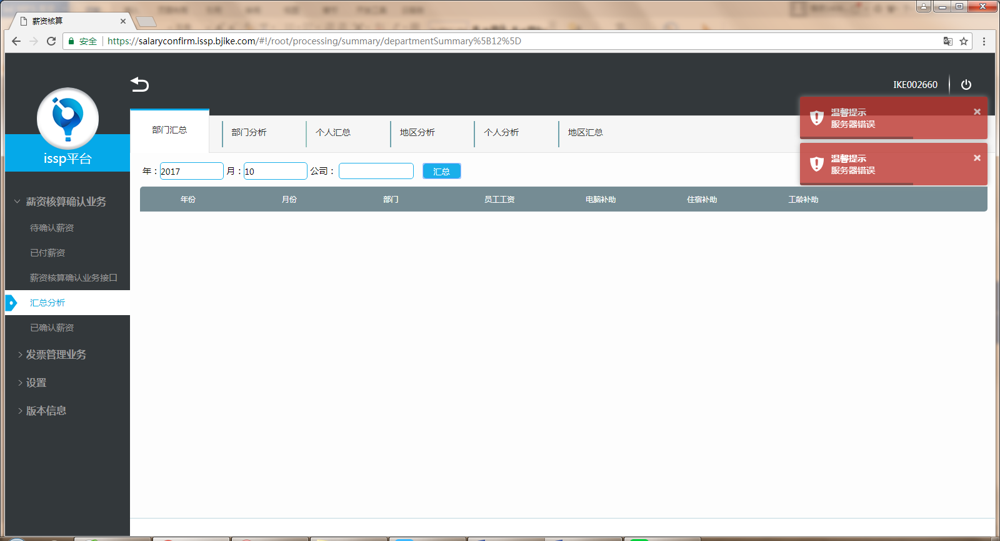 薪资核算
安全
https://salaryconfirm.issp.bjike.com/#!/root/processing/summary/departmentSummary%5B12%5D
IKE002660
温馨提示
服务器错误
温馨提示
服务器错误
issp平台
薪资核算确认业务
待确认薪资
已付薪资
薪资核算确认业务接口
汇总分析
已确认薪资
发票管理业务
设置
版本信息
部门汇总
部门分析
个人汇总
地区分析
个人分析
地区汇总
年：2017 月：10 公司： 汇总
年份 月份 部门 员工工资 电脑补助 住宿补助 工龄补助